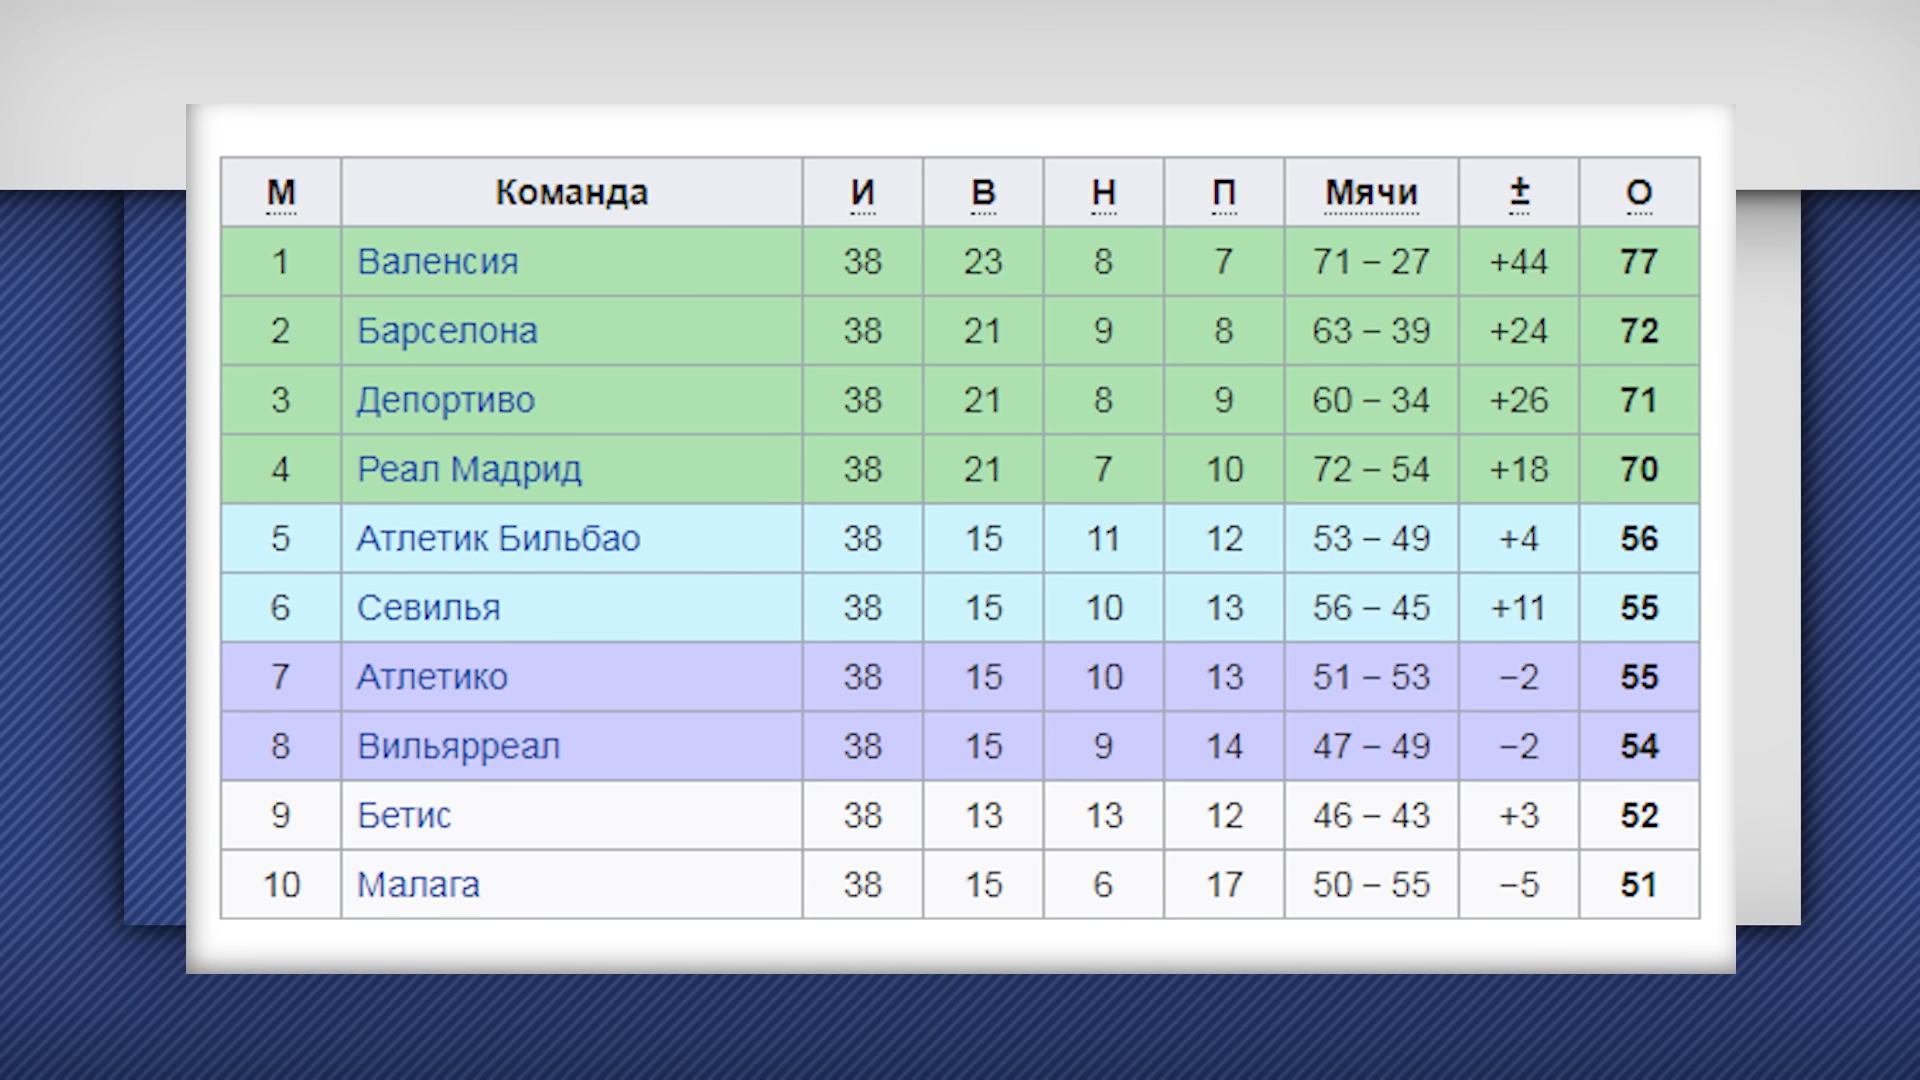 М Команда И В Н П Мячи ± О
1 Валенсия 38 23 8 7 71 – 27 +44 77
2 Барселона 38 21 9 8 63 – 39 +24 72
3 Депортиво 38 21 8 9 60 – 34 +26 71
4 Реал Мадрид 38 21 7 10 72 – 54 +18 70
5 Атлетик Бильбао 38 15 11 12 53 – 49 +4 56
6 Севилья 38 15 10 13 56 – 45 +11 55
7 Атлетико 38 15 10 13 51 – 53 −2 55
8 Вильярреал 38 15 9 14 47 – 49 −2 54
9 Бетис 38 13 13 12 46 – 43 +3 52
10 Малага 38 15 6 17 50 – 55 −5 51